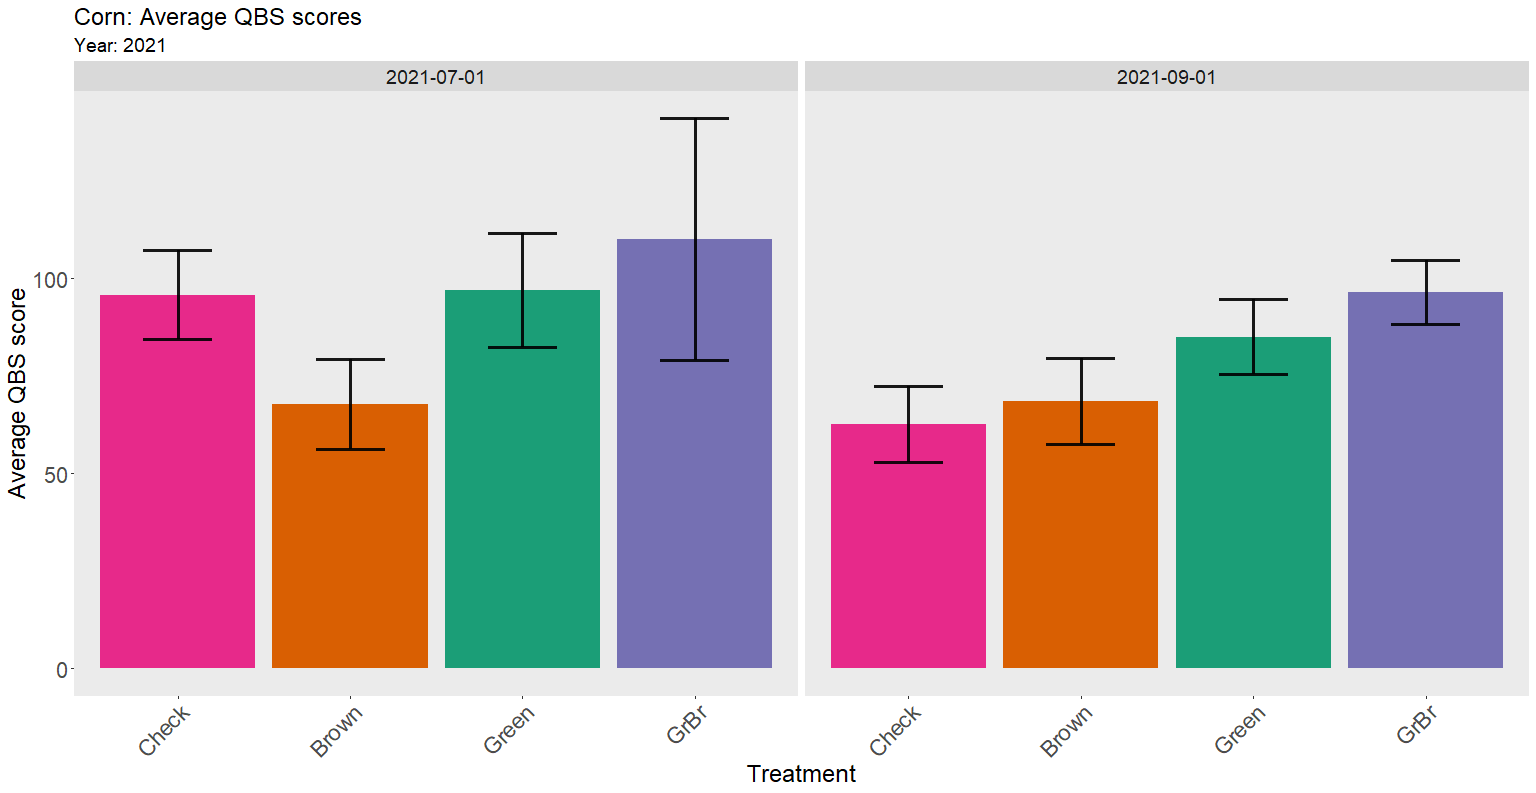 Corn: Average QBS scores
Year: 2021
2021-07-01
2021-09-01
Average QBS score
100
50
0
Check
Brown
Green
GrBr
Check
Brown
Green
GrBr
Treatment